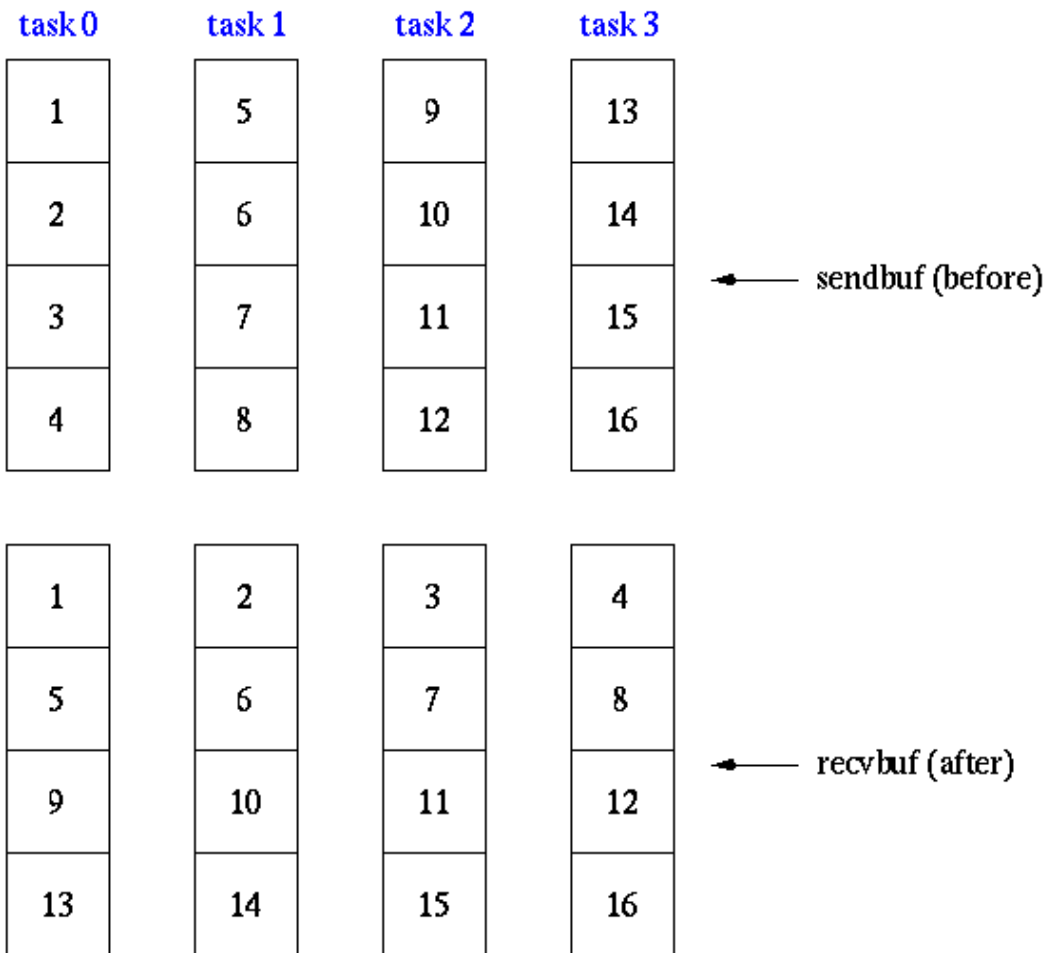 task 0 task 1 task 2 task 3
1 5 9 13
2 6 10 14
sendbuf (before)
3 7 11 15
4 8 12 16
1 2 3 4
5 6 7 8
recvbuf (after)
9 10 11 12
13 14 15 16